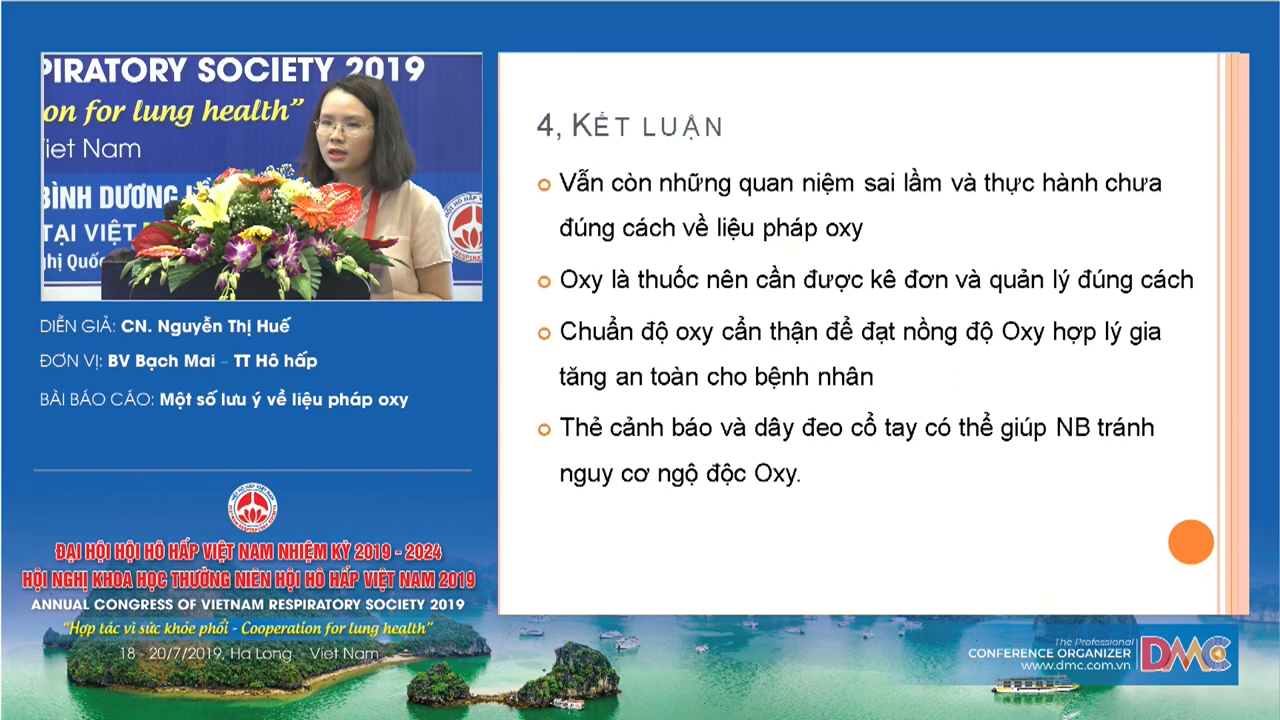 PIRATORY SOCIETY 2019
on for lung health”
Viet Nam
BÌNH DƯƠNG
TẠI VIỆT
ghị Quốc
DIỄN GIẢ: CN. Nguyễn Thị Huế
ĐƠN VỊ: BV Bạch Mai – TT Hô hấp
BÀI BÁO CÁO: Một số lưu ý về liệu pháp oxy
4, KẾT LUẬN
Vẫn còn những quan niệm sai lầm và thực hành chưa
đúng cách về liệu pháp oxy
Oxy là thuốc nên cần được kê đơn và quản lý đúng cách
Chuẩn độ oxy cẩn thận để đạt nồng độ Oxy hợp lý gia
tăng an toàn cho bệnh nhân
Thẻ cảnh báo và dây đeo cổ tay có thể giúp NB tránh
nguy cơ ngộ độc Oxy.
ĐẠI HỘI HỘI HÔ HẤP VIỆT NAM NHIỆM KỲ 2019 - 2024
HỘI NGHỊ KHOA HỌC THƯỜNG NIÊN HỘI HÔ HẤP VIỆT NAM 2019
ANNUAL CONGRESS OF VIETNAM RESPIRATORY SOCIETY 2019
“Hợp tác vì sức khỏe phổi - Cooperation for lung health”
18 - 20/7/2019, Ha Long Viet Nam
The Professional
CONFERENCE ORGANIZER
www.dmc.com.vn
DMC